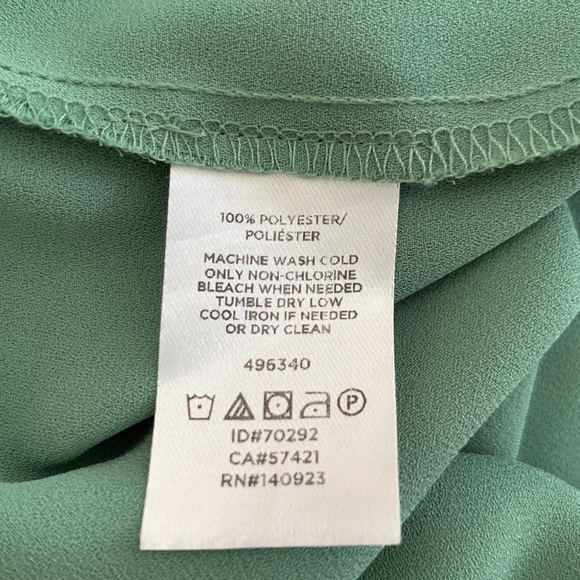 100% POLYESTER/
POLIÉSTER
MACHINE WASH COLD
ONLY NON-CHLORINE
BLEACH WHEN NEEDED
TUMBLE DRY LOW
COOL IRON IF NEEDED
OR DRY CLEAN
496340
P
ID#70292
CA#57421
RN#140923